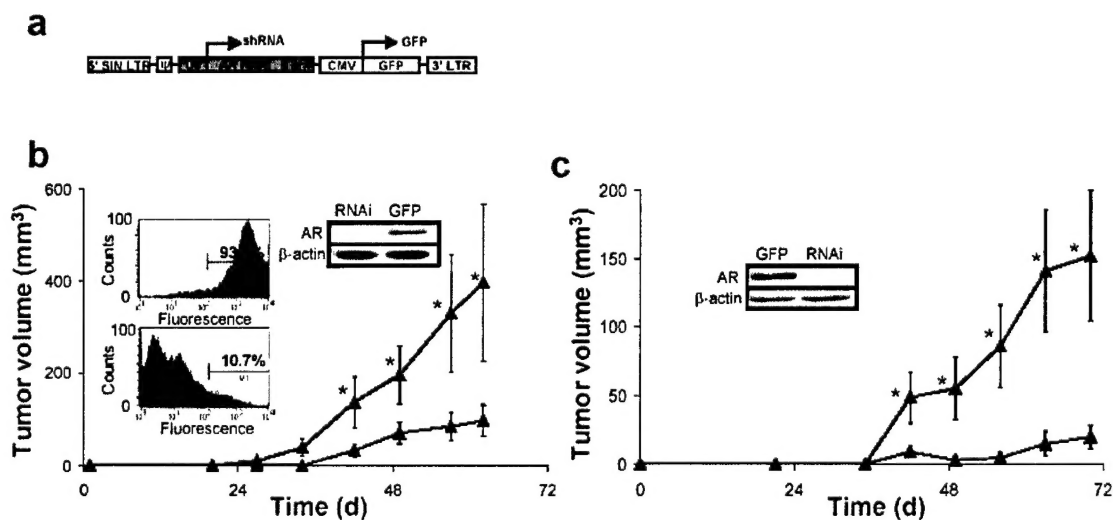 a
shRNA
GFP
5' SIN LTR
CMV
GFP
3' LTR
b
Tumor volume (mm³)
600
400
200
0
24
48
72
Time (d)
100
Counts
0
Fluorescence
100
Counts
10.7%
0
Fluorescence
RNAi GFP
AR
β-actin
*
*
*
*
c
Tumor volume (mm³)
200
150
100
50
0
0
24
48
72
Time (d)
GFP RNAi
AR
β-actin
*
*
*
*
*